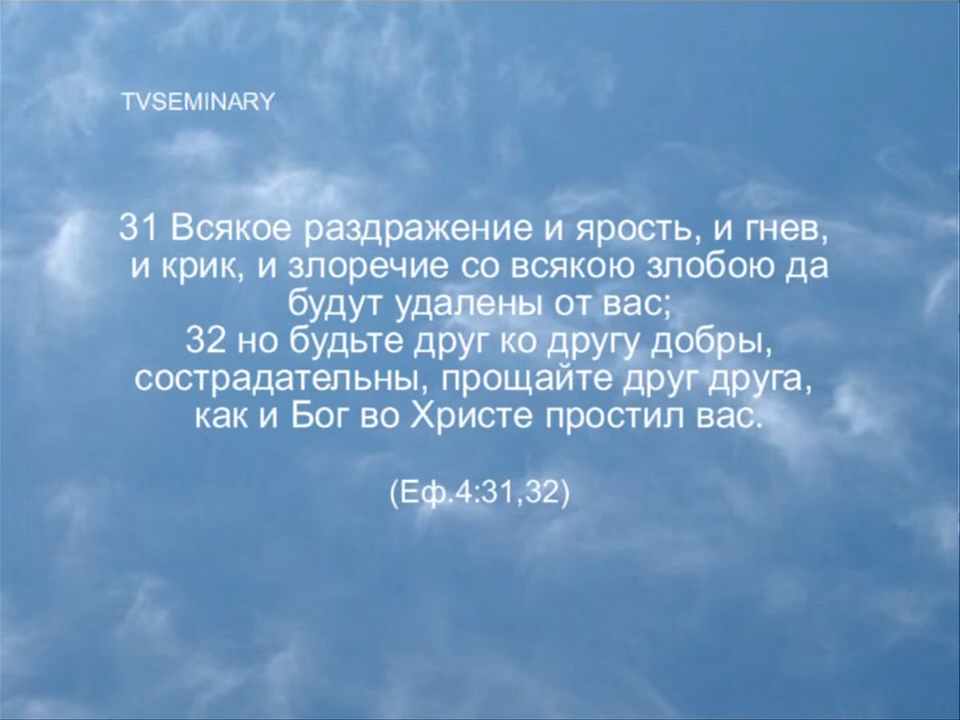 TVSEMINARY
31 Всякое раздражение и ярость, и гнев,
и крик, и злоречие со всякою злобою да
будут удалены от вас;
32 но будьте друг ко другу добры,
сострадательны, прощайте друг друга,
как и Бог во Христе простил вас.
(Еф.4:31,32)